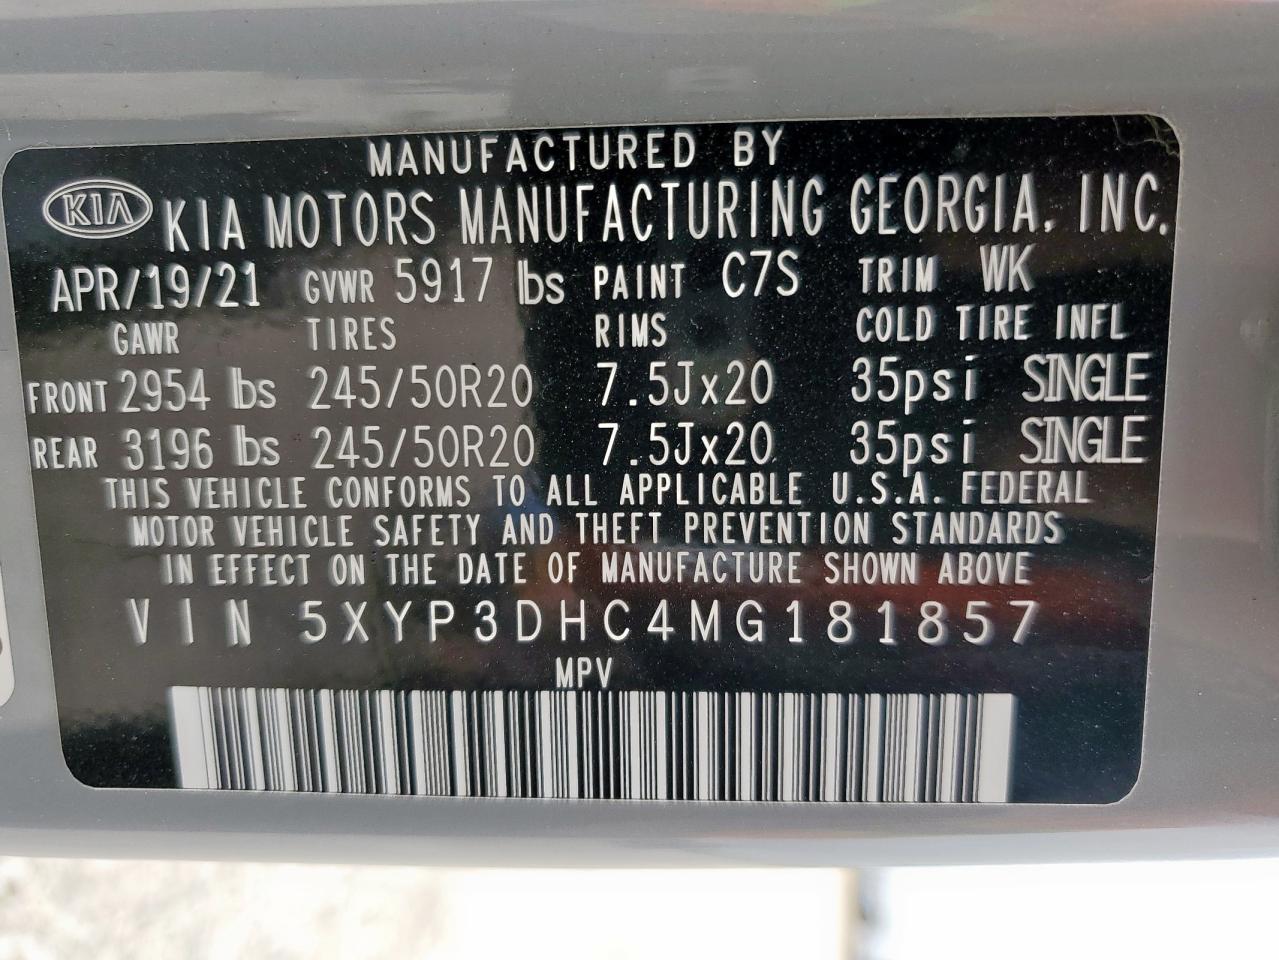 MANUFACTURED BY
KIA KIA MOTORS MANUFACTURING GEORGIA, INC.
APR/19/21 GVWR 5917 lbs PAINT C7S TRIM WK
GAWR TIRES RIMS COLD TIRE INFL
FRONT 2954 lbs 245/50R20 7.5Jx20 35psi SINGLE
REAR 3196 lbs 245/50R20 7.5Jx20 35psi SINGLE
THIS VEHICLE CONFORMS TO ALL APPLICABLE U.S.A. FEDERAL
MOTOR VEHICLE SAFETY AND THEFT PREVENTION STANDARDS
IN EFFECT ON THE DATE OF MANUFACTURE SHOWN ABOVE
VIN 5XYP3DHC4MG181857
MPV